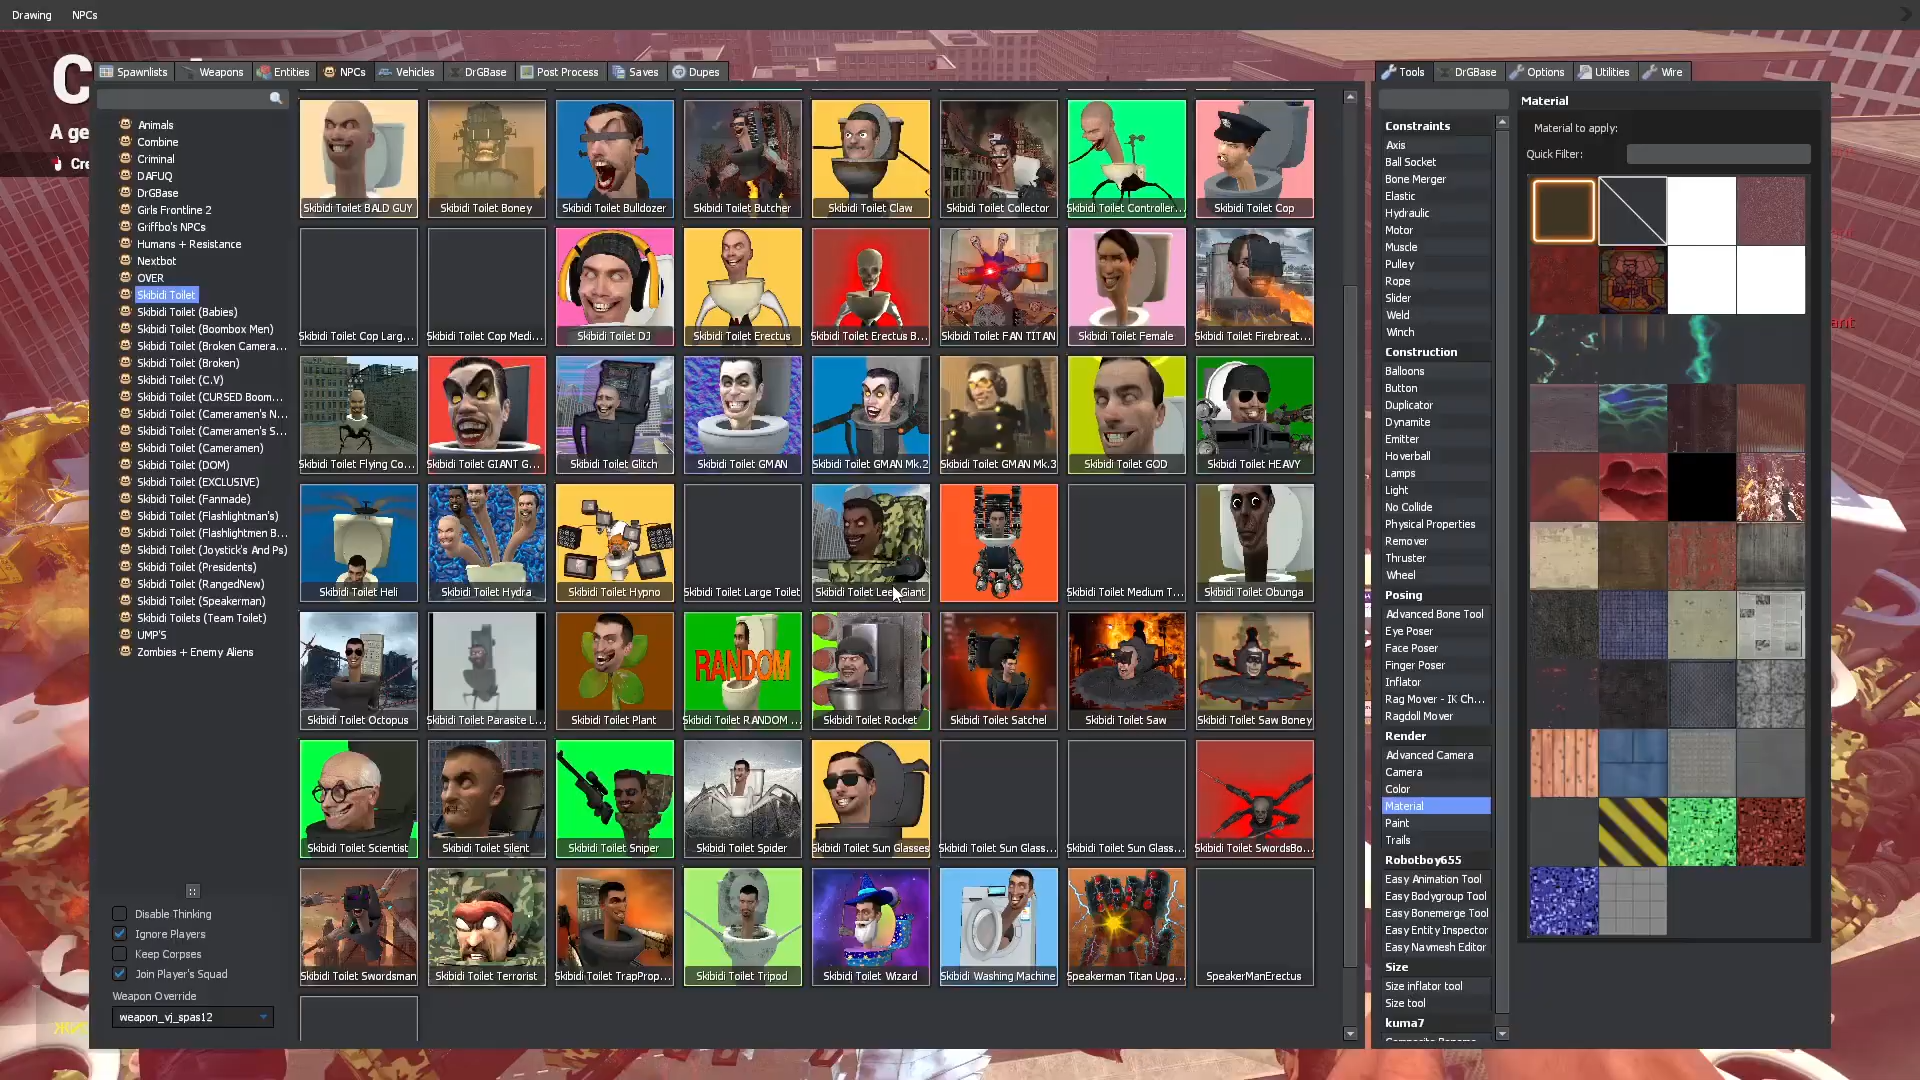 Drawing
NPCs
C
A ge
Cre
Spawnlists
Weapons
Entities
NPCs
Vehicles
DrGBase
Post Process
Saves
Dupes
Animals
Combine
Criminal
DAFUQ
DrGBase
Girls Frontline 2
Griffbo's NPCs
Humans + Resistance
Nextbot
OVER
Skibidi Toilet
Skibidi Toilet (Babies)
Skibidi Toilet (Boombox Men)
Skibidi Toilet (Broken Camera...
Skibidi Toilet (Broken)
Skibidi Toilet (C.V)
Skibidi Toilet (CURSED Boom...
Skibidi Toilet (Cameramen's N...
Skibidi Toilet (Cameramen's S...
Skibidi Toilet (Cameramen)
Skibidi Toilet (DOM)
Skibidi Toilet (EXCLUSIVE)
Skibidi Toilet (Fanmade)
Skibidi Toilet (Flashlightman's)
Skibidi Toilet (Flashlightmen B...
Skibidi Toilet (Joystick's And Ps)
Skibidi Toilet (Presidents)
Skibidi Toilet (RangedNew)
Skibidi Toilet (Speakerman)
Skibidi Toilets (Team Toilet)
UMP'S
Zombies + Enemy Aliens
Disable Thinking
Ignore Players
Keep Corpses
Join Player's Squad
Weapon Override
weapon_vj_spas12
Skibidi Toilet BALD GUY
Skibidi Toilet Boney
Skibidi Toilet Bulldozer
Skibidi Toilet Butcher
Skibidi Toilet Claw
Skibidi Toilet Collector
Skibidi Toilet Controller...
Skibidi Toilet Cop
Skibidi Toilet Cop Larg...
Skibidi Toilet Cop Medi...
Skibidi Toilet DJ
Skibidi Toilet Erectus
Skibidi Toilet Erectus B...
Skibidi Toilet FAN TITAN
Skibidi Toilet Female
Skibidi Toilet Firebreat...
Skibidi Toilet Flying Co...
Skibidi Toilet GIANT G...
Skibidi Toilet Glitch
Skibidi Toilet GMAN
Skibidi Toilet GMAN Mk.2
Skibidi Toilet GMAN Mk.3
Skibidi Toilet GOD
Skibidi Toilet HEAVY
Skibidi Toilet Heli
Skibidi Toilet Hydra
Skibidi Toilet Hypno
Skibidi Toilet Large Toilet
Skibidi Toilet Lee Giant
Skibidi Toilet Medium T...
Skibidi Toilet Obunga
Skibidi Toilet Octopus
Skibidi Toilet Parasite L...
Skibidi Toilet Plant
RANDOM
Skibidi Toilet RANDOM ...
Skibidi Toilet Rocket
Skibidi Toilet Satchel
Skibidi Toilet Saw
Skibidi Toilet Saw Boney
Skibidi Toilet Scientist
Skibidi Toilet Silent
Skibidi Toilet Sniper
Skibidi Toilet Spider
Skibidi Toilet Sun Glasses
Skibidi Toilet Sun Glass...
Skibidi Toilet Sun Glass...
Skibidi Toilet SwordsBo...
Skibidi Toilet Swordsman
Skibidi Toilet Terrorist
Skibidi Toilet TrapProp...
Skibidi Toilet Tripod
Skibidi Toilet Wizard
Skibidi Washing Machine
Speakerman Titan Upg...
SpeakerManErectus
Tools
DrGBase
Options
Utilities
Wire
Constraints
Axis
Ball Socket
Bone Merger
Elastic
Hydraulic
Motor
Muscle
Pulley
Rope
Slider
Weld
Winch
Construction
Balloons
Button
Duplicator
Dynamite
Emitter
Hoverball
Lamps
Light
No Collide
Physical Properties
Remover
Thruster
Wheel
Posing
Advanced Bone Tool
Eye Poser
Face Poser
Finger Poser
Inflator
Rag Mover - IK Ch...
Ragdoll Mover
Render
Advanced Camera
Camera
Color
Material
Paint
Trails
Robotboy655
Easy Animation Tool
Easy Bodygroup Tool
Easy Bonemerge Tool
Easy Entity Inspector
Easy Navmesh Editor
Size
Size inflator tool
Size tool
kuma7
Material
Material to apply:
Quick Filter:
ant